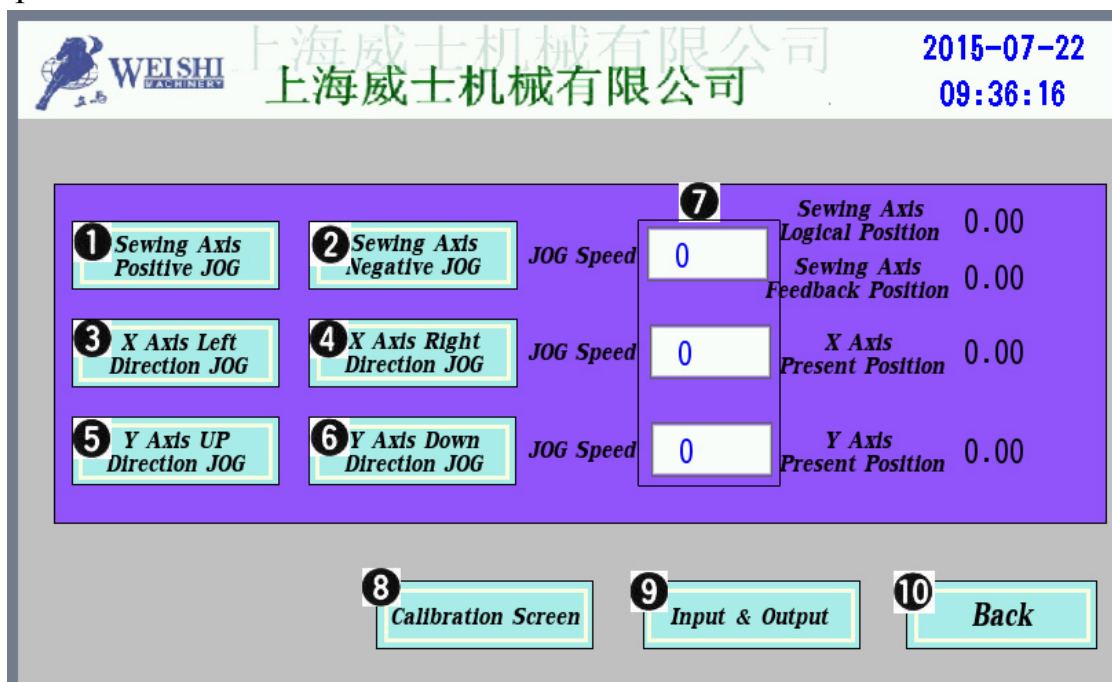 WEISHI
MACHINERY
上海威士机械有限公司
上海威士机械有限公司
2015-07-22
09:36:16
7
1 Sewing Axis
Positive JOG
2 Sewing Axis
Negative JOG
JOG Speed
0
Sewing Axis
Logical Position
0.00
Sewing Axis
Feedback Position
0.00
3 X Axis Left
Direction JOG
4 X Axis Right
Direction JOG
JOG Speed
0
X Axis
Present Position
0.00
5 Y Axis UP
Direction JOG
6 Y Axis Down
Direction JOG
JOG Speed
0
Y Axis
Present Position
0.00
8 Calibration Screen
9 Input & Output
10 Back